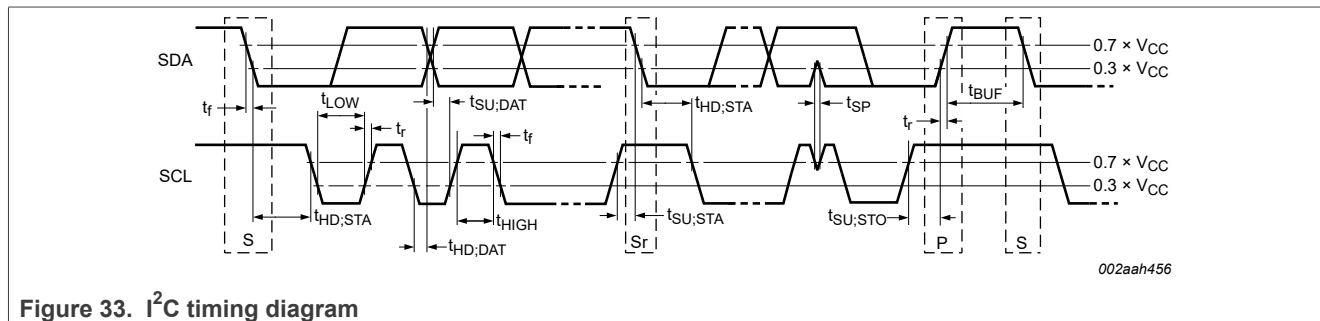 SDA
0.7 × VCC
0.3 × VCC
tf
tLOW
tr
tSU;DAT
tf
tHD;STA
tSP
tr
tBUF
SCL
0.7 × VCC
0.3 × VCC
tHD;STA
tHD;DAT
tHIGH
tSU;STA
tSU;STO
S
Sr
P
S
002aah456
Figure 33. I²C timing diagram